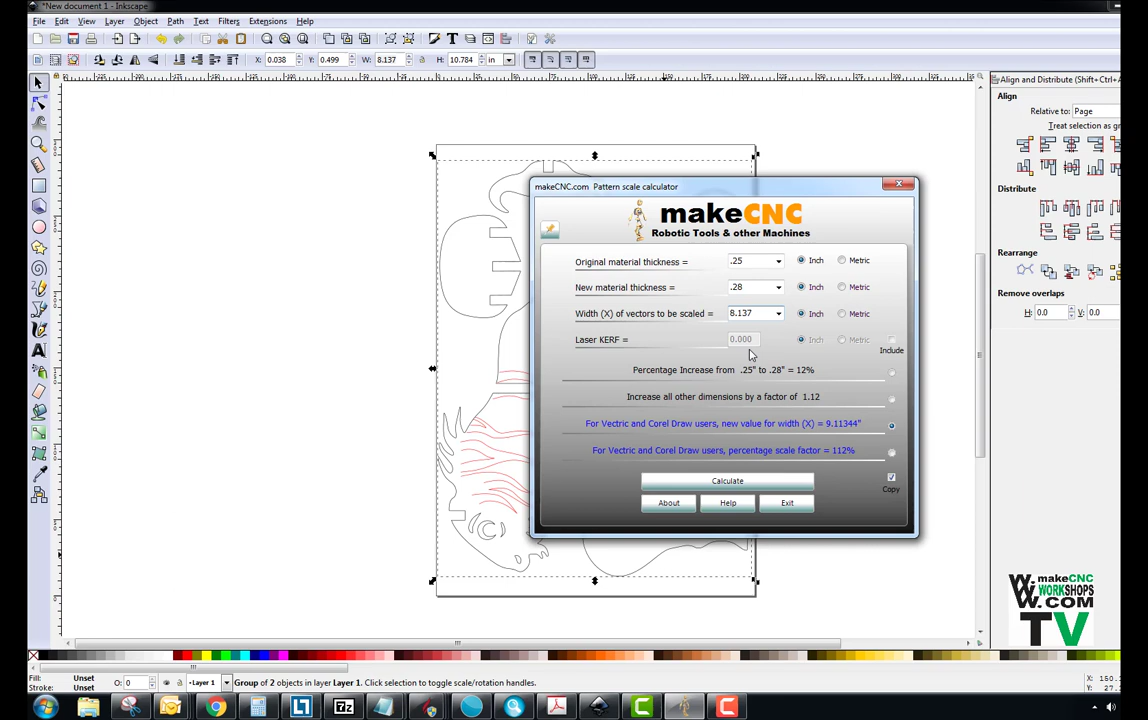 *New document 1 - Inkscape
File Edit View Layer Object Path Text Filters Extensions Help
X: 0.038 Y: 0.499 W: 8.137 H: 10.784 in
Align and Distribute (Shift+Ctrl+A
Align
Relative to: Page
Treat selection as gr
Distribute
Rearrange
Remove overlaps
H: 0.0 V: 0.0
makeCNC.com Pattern scale calculator
makeCNC
Robotic Tools & other Machines
Original material thickness = .25 Inch Metric
New material thickness = .28 Inch Metric
Width (X) of vectors to be scaled = 8.137 Inch Metric
Laser KERF = 0.000 Inch Metric
Include
Percentage Increase from .25" to .28" = 12%
Increase all other dimensions by a factor of 1.12
For Vectric and Corel Draw users, new value for width (X) = 9.11344"
For Vectric and Corel Draw users, percentage scale factor = 112%
Calculate
Copy
About Help Exit
makeCNC
WORKSHOPS
WWW.COM
TV
Fill: Unset
Stroke: Unset
O: 0 Layer 1 Group of 2 objects in layer Layer 1. Click selection to toggle scale/rotation handles.
X: 150.
Y: 27.